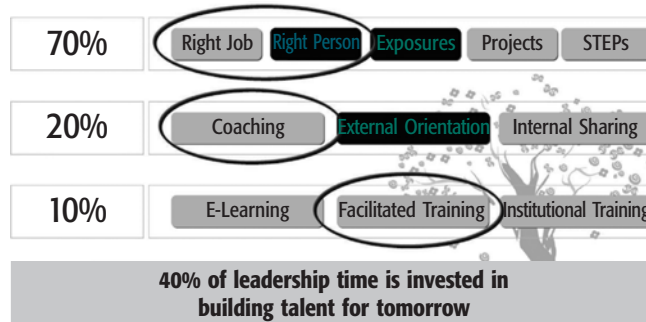 70% Right Job Right Person Exposures Projects STEPs
20% Coaching External Orientation Internal Sharing
10% E-Learning Facilitated Training Institutional Training
40% of leadership time is invested in
building talent for tomorrow